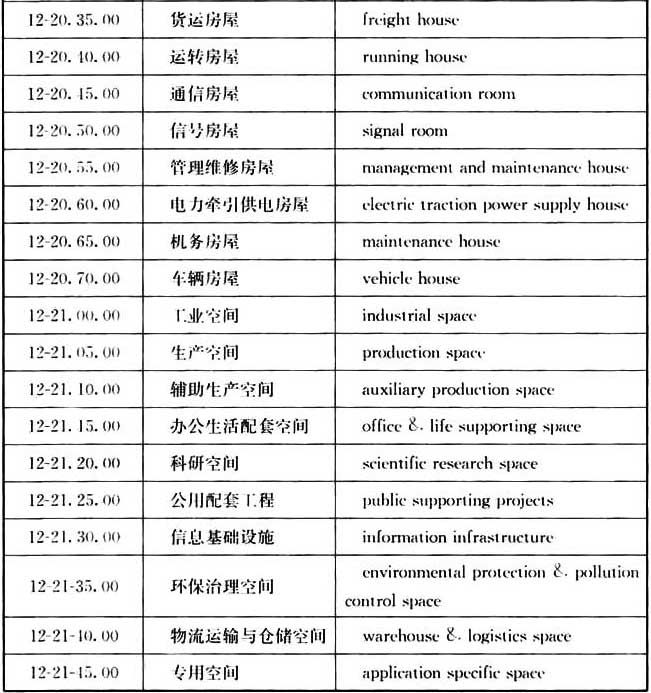 12-20.35.00 货运房屋 freight house
12-20.40.00 运转房屋 running house
12-20.45.00 通信房屋 communication room
12-20.50.00 信号房屋 signal room
12-20.55.00 管理维修房屋 management and maintenance house
12-20.60.00 电力牵引供电房屋 electric traction power supply house
12-20.65.00 机务房屋 maintenance house
12-20.70.00 车辆房屋 vehicle house
12-21.00.00 工业空间 industrial space
12-21.05.00 生产空间 production space
12-21.10.00 辅助生产空间 auxiliary production space
12-21.15.00 办公生活配套空间 office &. life supporting space
12-21.20.00 科研空间 scientific research space
12-21.25.00 公用配套工程 public supporting projects
12-21.30.00 信息基础设施 information infrastructure
12-21-35.00 环保治理空间 environmental protection &. pollution
control space
12-21-40.00 物流运输与仓储空间 warehouse &. logistics space
12-21-45.00 专用空间 application specific space